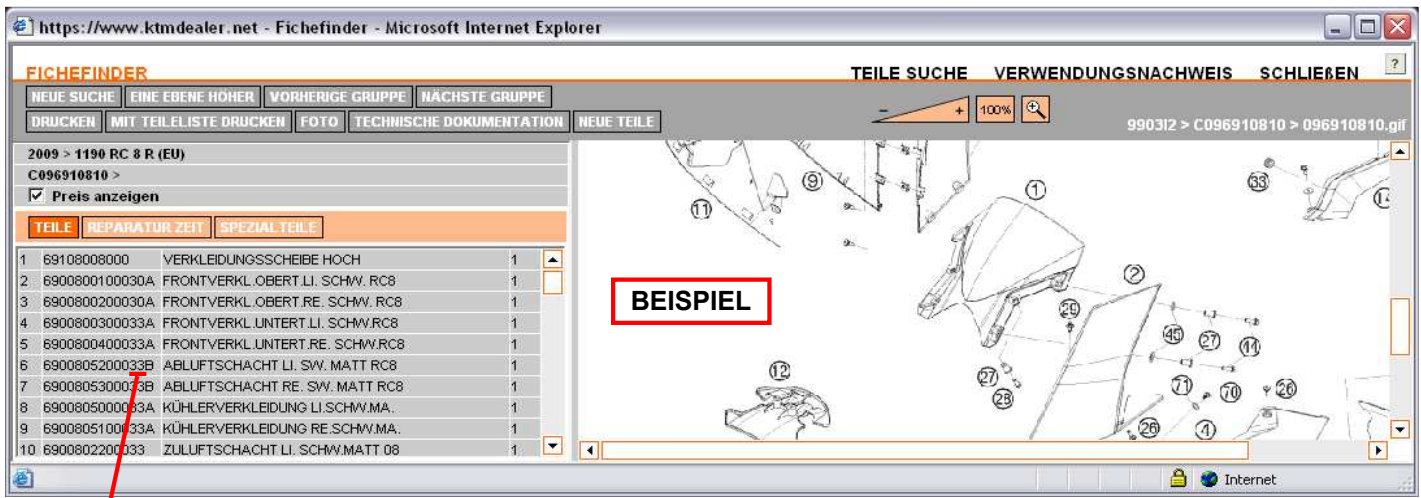 https://www.ktmdealer.net - Fichefinder - Microsoft Internet Explorer
FICHEFINDER
TEILE SUCHE VERWENDUNGSNACHWEIS SCHLIEßEN ?
NEUE SUCHE EINE EBENE HÖHER VORHERIGE GRUPPE NÄCHSTE GRUPPE
DRUCKEN MIT TEILELISTE DRUCKEN FOTO TECHNISCHE DOKUMENTATION NEUE TEILE
- + 100%
9903I2 > C096910810 > 096910810.gif
2009 > 1190 RC 8 R (EU)
C096910810 >
Preis anzeigen
TEILE REPARATUR ZEIT SPEZIALTEILE
1 69108008000 VERKLEIDUNGSSCHEIBE HOCH 1
2 6900800100030A FRONTVERKL.OBERT.LI. SCHW. RC8 1
3 6900800200030A FRONTVERKL.OBERT.RE. SCHW. RC8 1
4 6900800300033A FRONTVERKL.UNTERT.LI. SCHW.RC8 1
5 6900800400033A FRONTVERKL.UNTERT.RE. SCHW.RC8 1
6 6900805200033B ABLUFTSCHACHT LI. SW. MATT RC8 1
7 6900805300033B ABLUFTSCHACHT RE. SW. MATT RC8 1
8 6900805000033A KÜHLERVERKLEIDUNG LI.SCHW.MA. 1
9 6900805100033A KÜHLERVERKLEIDUNG RE.SCHW.MA. 1
10 6900802200033 ZULUFTSCHACHT LI. SCHW.MATT 08 1
BEISPIEL
9
11
1
33
2
29
45
27
44
12
27
28
71
70
26
26
4
Internet